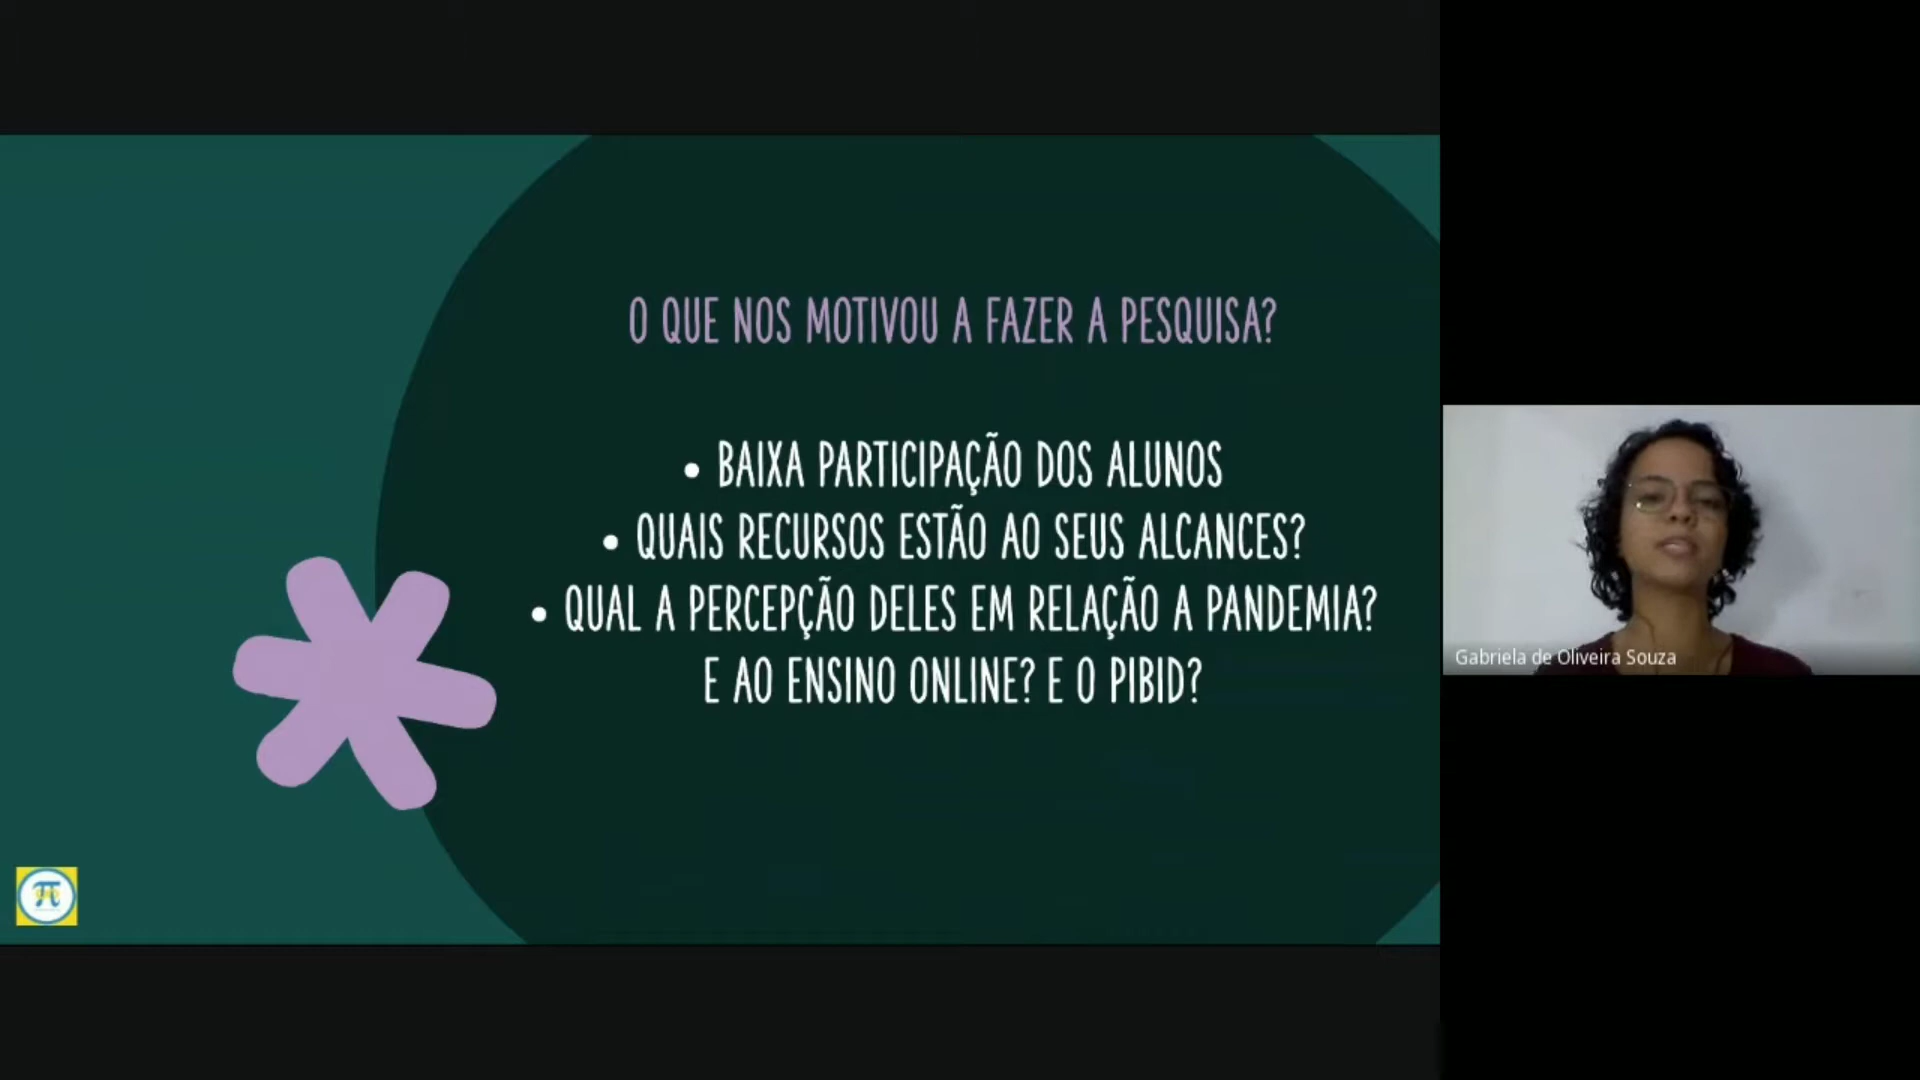 O QUE NOS MOTIVOU A FAZER A PESQUISA?
• BAIXA PARTICIPAÇÃO DOS ALUNOS
• QUAIS RECURSOS ESTÃO AO SEUS ALCANCES?
• QUAL A PERCEPÇÃO DELES EM RELAÇÃO A PANDEMIA?
E AO ENSINO ONLINE? E O PIBID?
Gabriela de Oliveira Souza
π